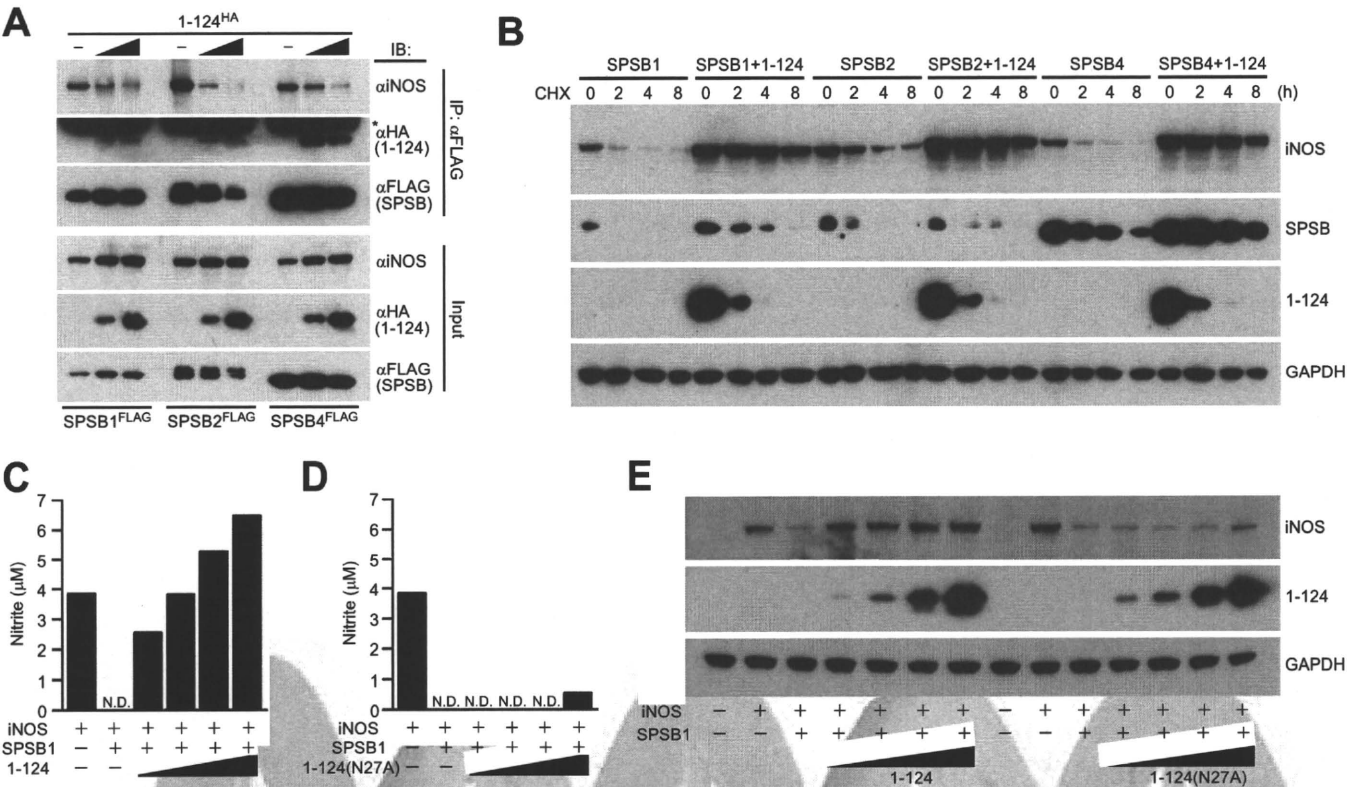 A
1-124HA
– – –
IB:
αiNOS
*αHA
(1-124)
αFLAG
(SPSB)
IP: αFLAG
αiNOS
αHA
(1-124)
αFLAG
(SPSB)
Input
SPSB1FLAG SPSB2FLAG SPSB4FLAG
B
SPSB1 SPSB1+1-124 SPSB2 SPSB2+1-124 SPSB4 SPSB4+1-124
CHX 0 2 4 8 0 2 4 8 0 2 4 8 0 2 4 8 0 2 4 8 0 2 4 8 (h)
iNOS
SPSB
1-124
GAPDH
C
Nitrite (μM)
7
6
5
4
3
2
1
0
N.D.
iNOS + + + + + +
SPSB1 – + + + + +
1-124 – –
D
Nitrite (μM)
7
6
5
4
3
2
1
0
N.D. N.D. N.D. N.D.
iNOS + + + + + +
SPSB1 – + + + + +
1-124(N27A) – –
E
iNOS
1-124
GAPDH
iNOS – + + + + + + – + + + + + +
SPSB1 – – + + + + + – – + + + + +
1-124 1-124(N27A)